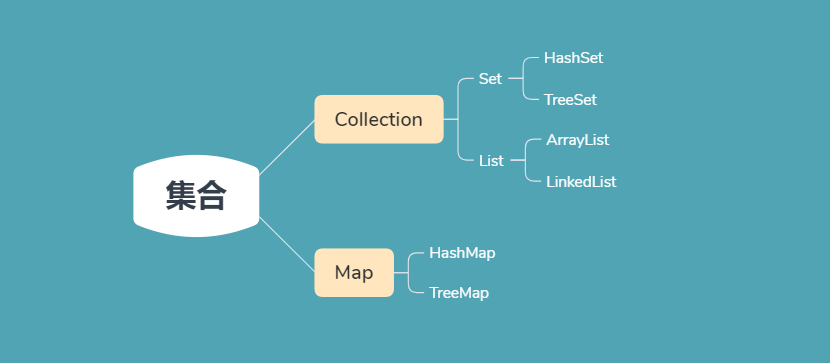 集合
Collection
Set
HashSet
TreeSet
List
ArrayList
LinkedList
Map
HashMap
TreeMap